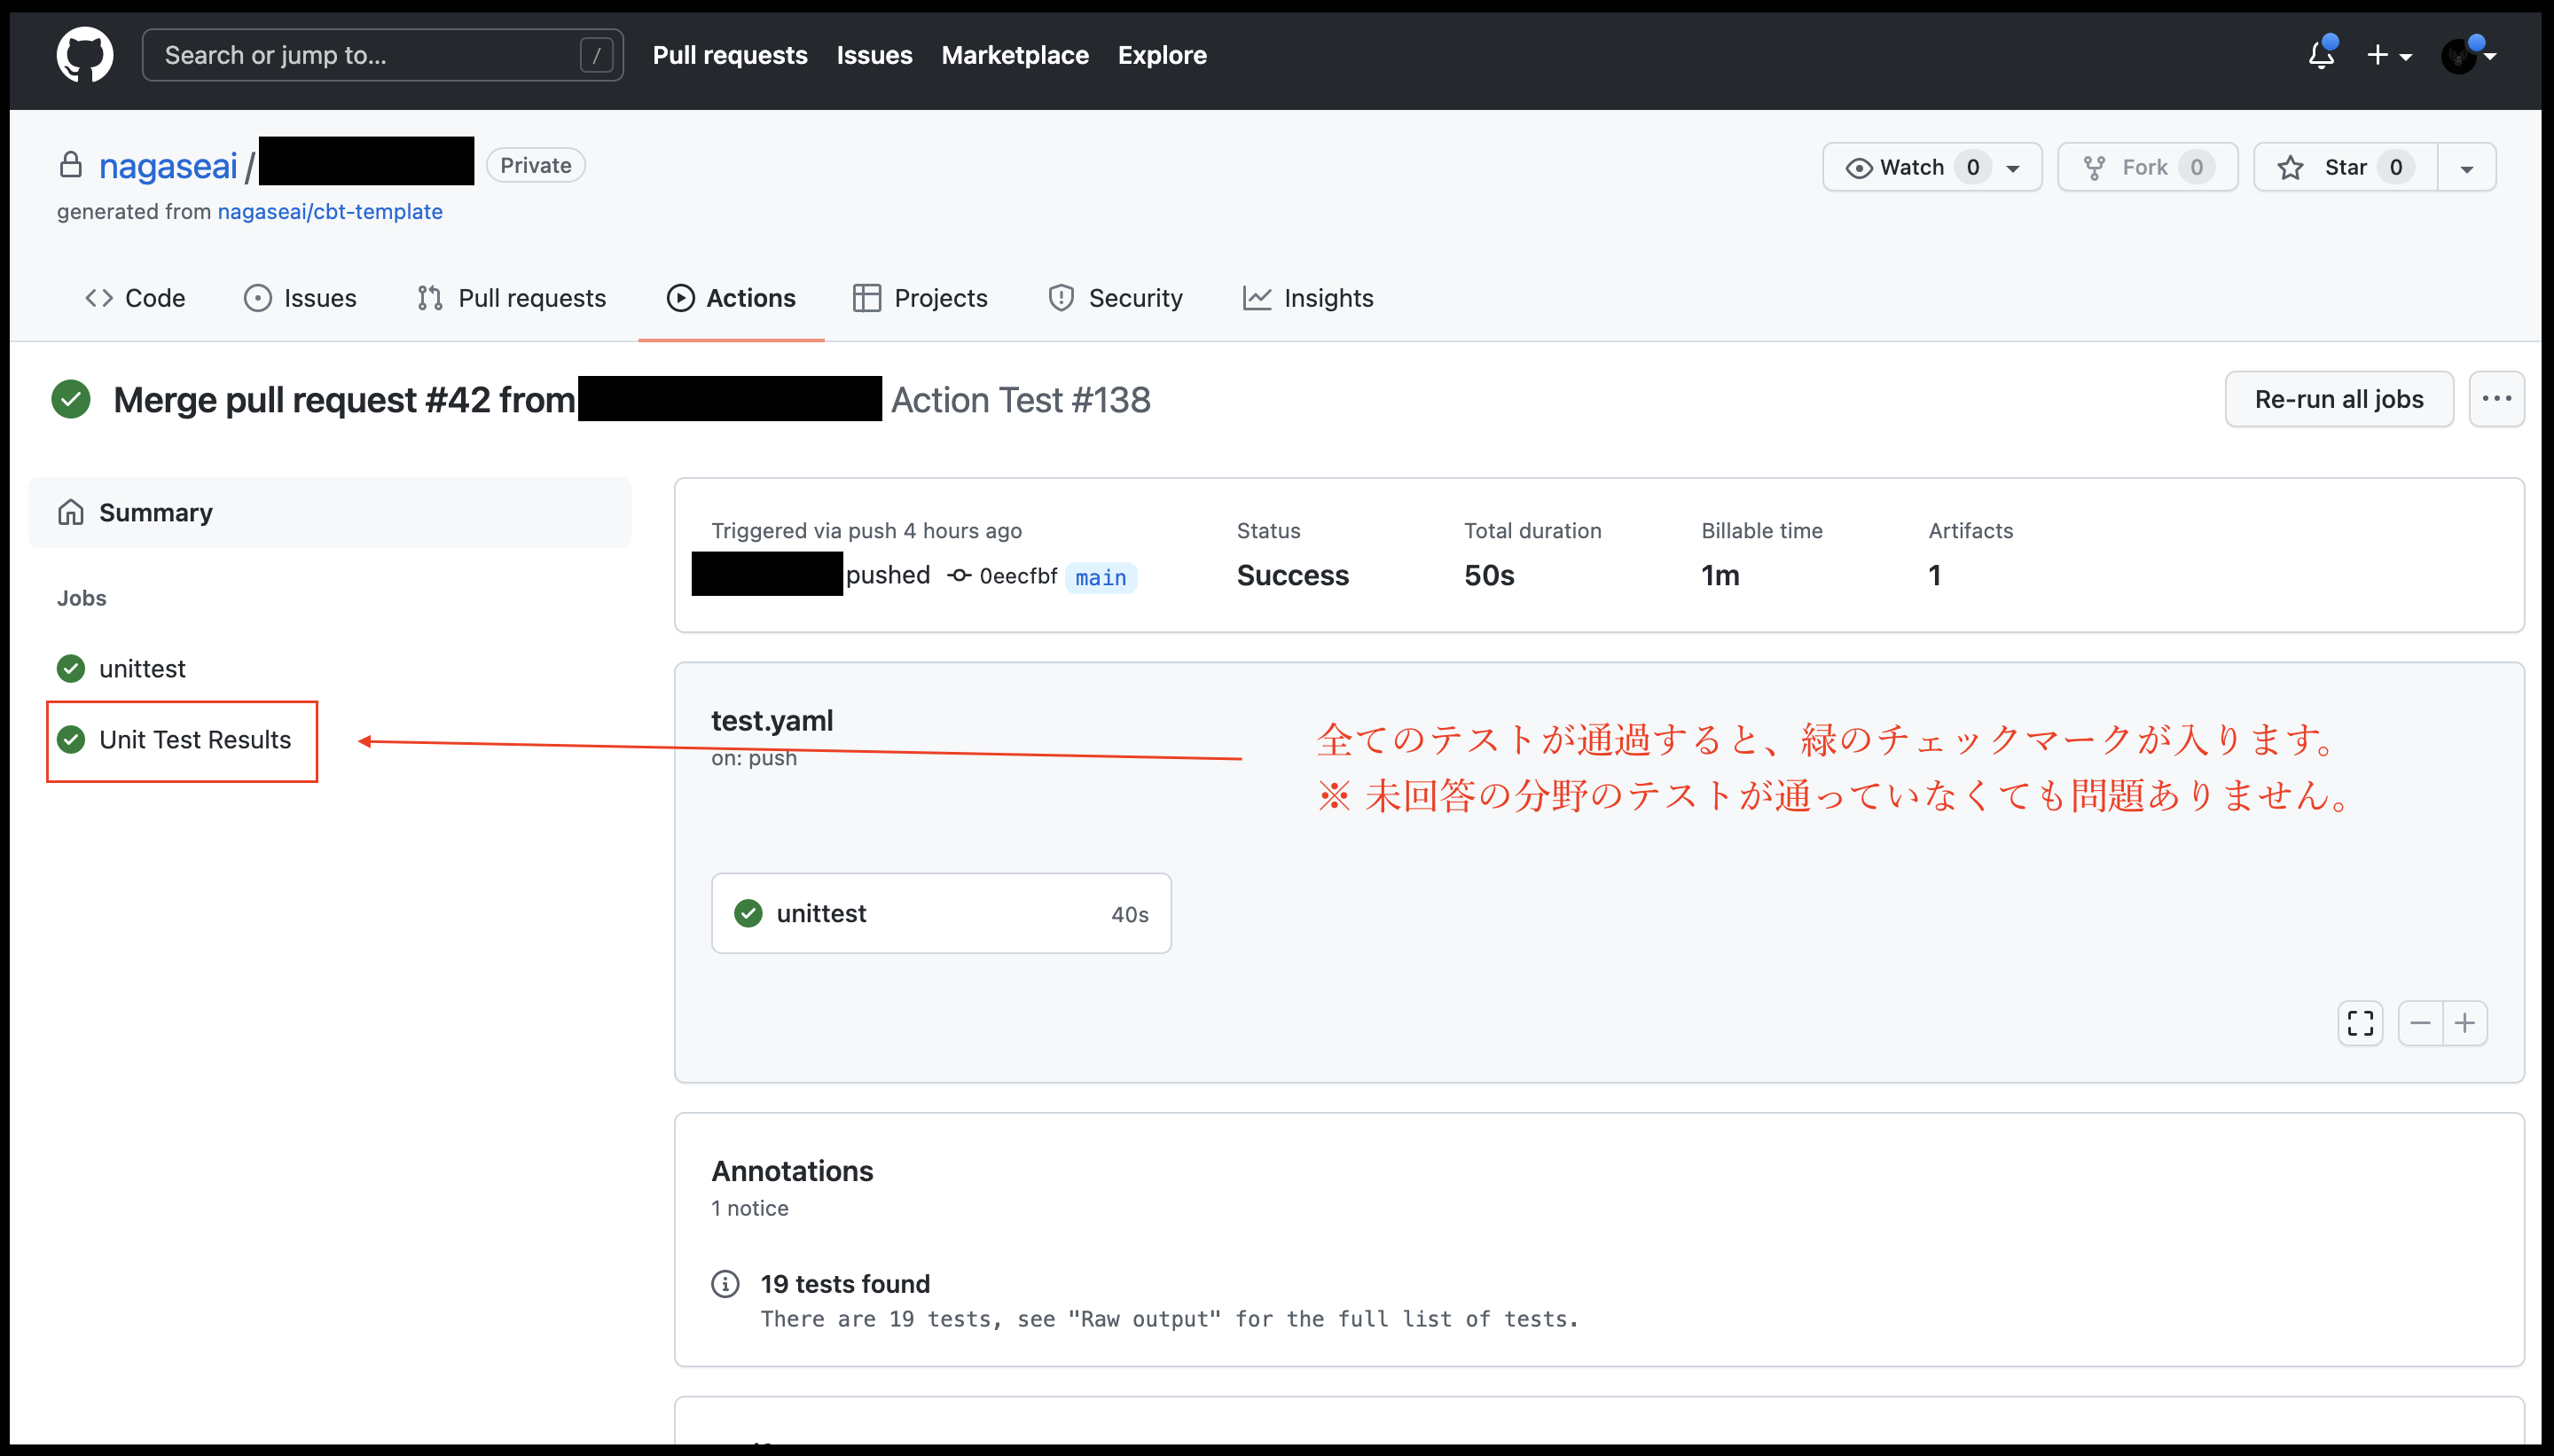 Search or jump to... /
Pull requests Issues Marketplace Explore
nagaseai / Private
Watch 0 Fork 0 Star 0
generated from nagaseai/cbt-template
Code Issues Pull requests Actions Projects Security Insights
Merge pull request #42 from Action Test #138
Re-run all jobs
Summary
Jobs
unittest
Unit Test Results
Triggered via push 4 hours ago
pushed 0eecfbf main
Status
Success
Total duration
50s
Billable time
1m
Artifacts
1
test.yaml
on: push
全てのテストが通過すると、緑のチェックマークが入ります。
※ 未回答の分野のテストが通っていなくても問題ありません。
unittest 40s
Annotations
1 notice
19 tests found
There are 19 tests, see "Raw output" for the full list of tests.